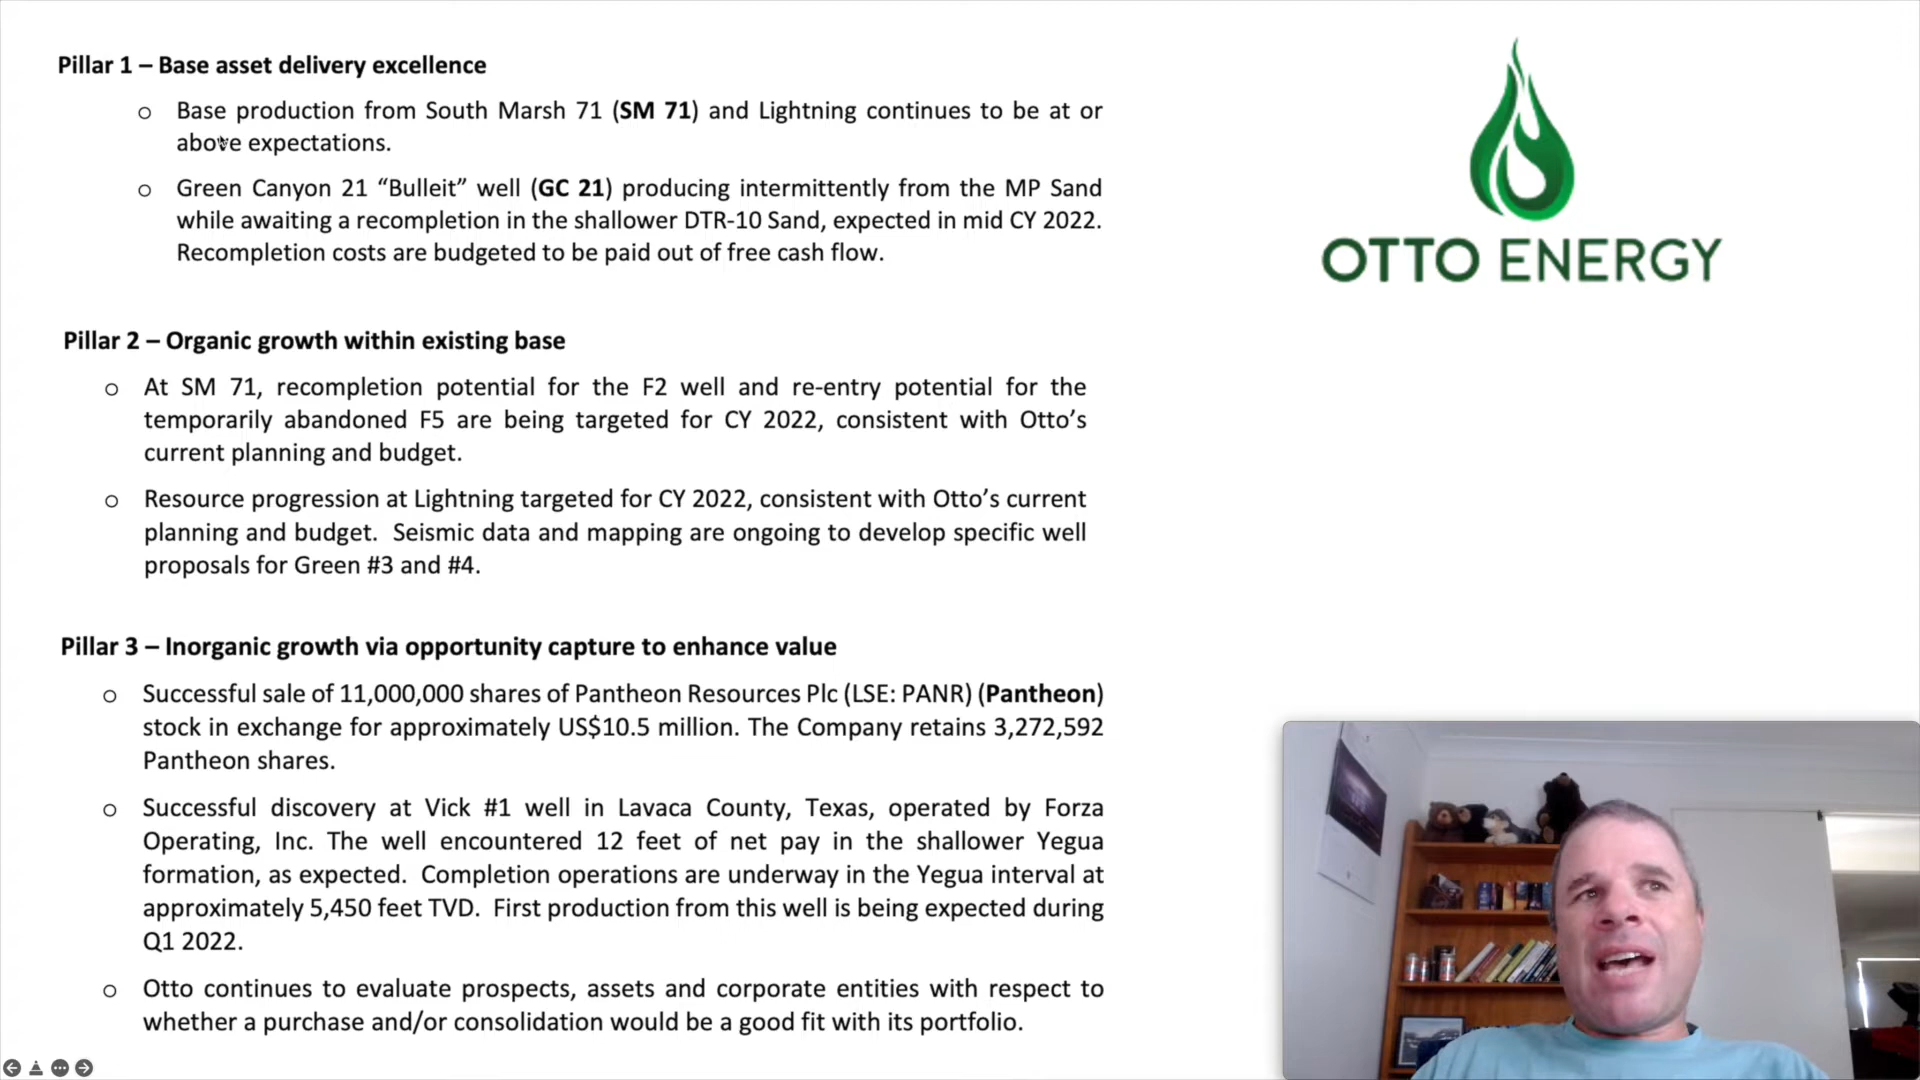 Pillar 1 – Base asset delivery excellence
o Base production from South Marsh 71 (SM 71) and Lightning continues to be at or
above expectations.
o Green Canyon 21 “Bulleit” well (GC 21) producing intermittently from the MP Sand
while awaiting a recompletion in the shallower DTR-10 Sand, expected in mid CY 2022.
Recompletion costs are budgeted to be paid out of free cash flow.
OTTO ENERGY
Pillar 2 – Organic growth within existing base
o At SM 71, recompletion potential for the F2 well and re-entry potential for the
temporarily abandoned F5 are being targeted for CY 2022, consistent with Otto’s
current planning and budget.
o Resource progression at Lightning targeted for CY 2022, consistent with Otto’s current
planning and budget.  Seismic data and mapping are ongoing to develop specific well
proposals for Green #3 and #4.
Pillar 3 – Inorganic growth via opportunity capture to enhance value
o Successful sale of 11,000,000 shares of Pantheon Resources Plc (LSE: PANR) (Pantheon)
stock in exchange for approximately US$10.5 million. The Company retains 3,272,592
Pantheon shares.
o Successful discovery at Vick #1 well in Lavaca County, Texas, operated by Forza
Operating, Inc. The well encountered 12 feet of net pay in the shallower Yegua
formation, as expected.  Completion operations are underway in the Yegua interval at
approximately 5,450 feet TVD.  First production from this well is being expected during
Q1 2022.
o Otto continues to evaluate prospects, assets and corporate entities with respect to
whether a purchase and/or consolidation would be a good fit with its portfolio.